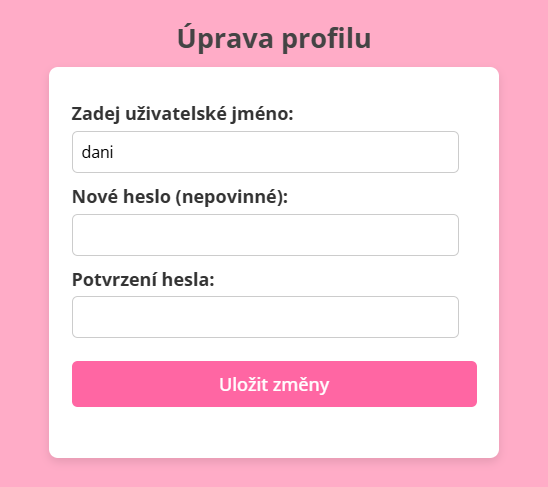 Úprava profilu
Zadej uživatelské jméno:
dani
Nové heslo (nepovinné):
Potvrzení hesla:
Uložit změny